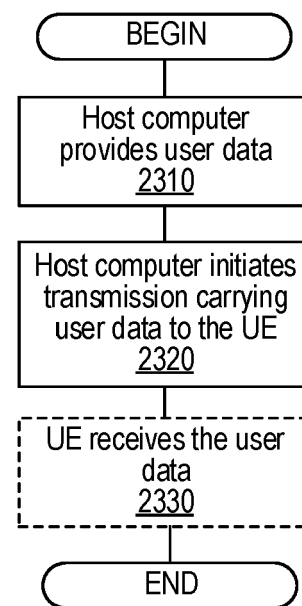 BEGIN
Host computer
provides user data
2310
Host computer initiates
transmission carrying
user data to the UE
2320
UE receives the user
data
2330
END